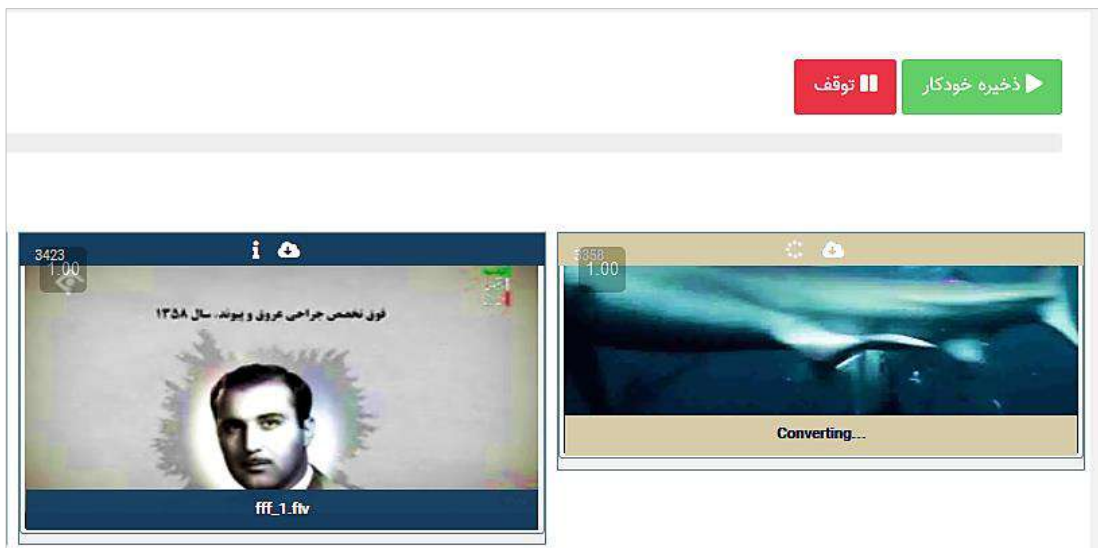 ذخیره خودکار
توقف
3358
1.00
Converting...
3423
1.00
فوق تخصص جراحی عروق و پیوند، سال ۱۳۵۸
fff_1.flv